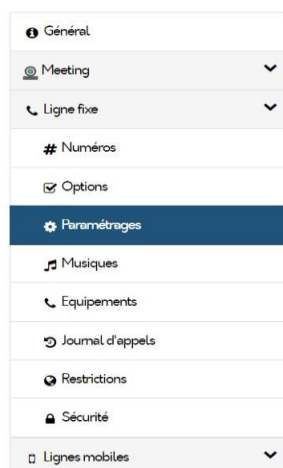 Général
Meeting
Ligne fixe
Numéros
Options
Paramétrages
Musiques
Equipements
Journal d'appels
Restrictions
Sécurité
Lignes mobiles